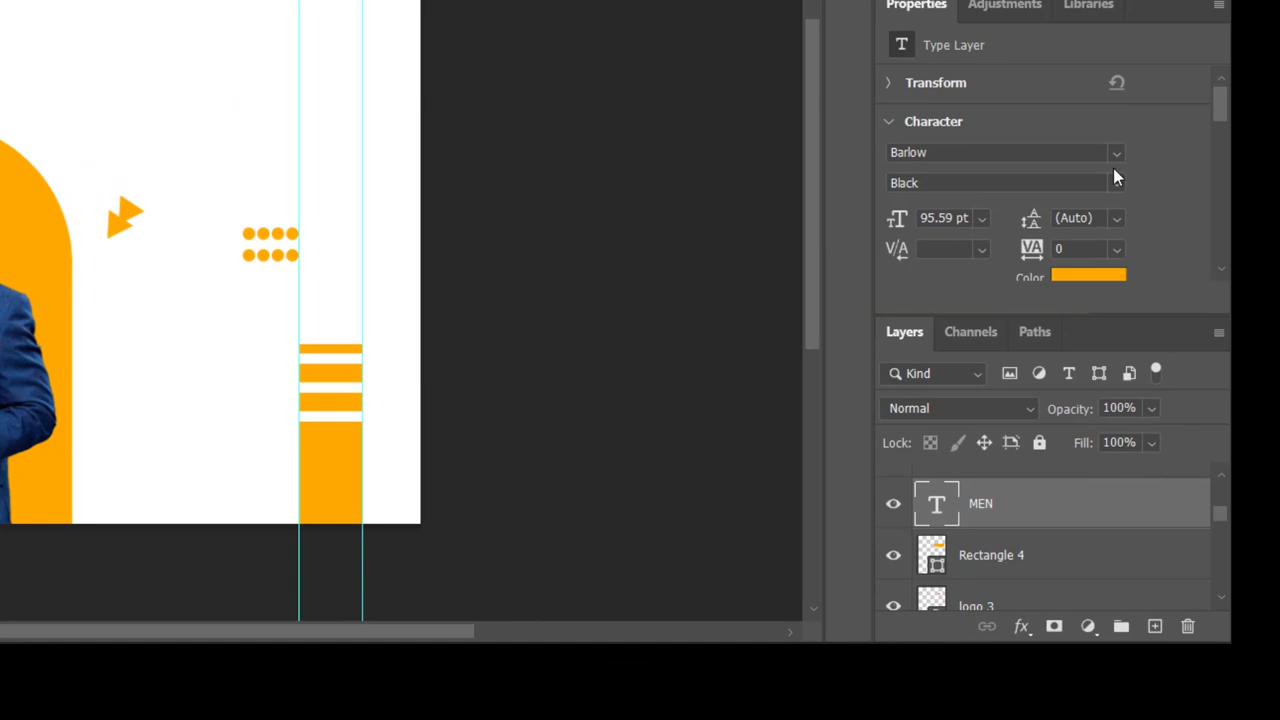 Properties Adjustments Libraries
T Type Layer
Transform
Character
Barlow
Black
95.59 pt (Auto)
0
Color
Layers Channels Paths
Kind
Normal Opacity: 100%
Lock: Fill: 100%
T MEN
Rectangle 4
logo 3
fx